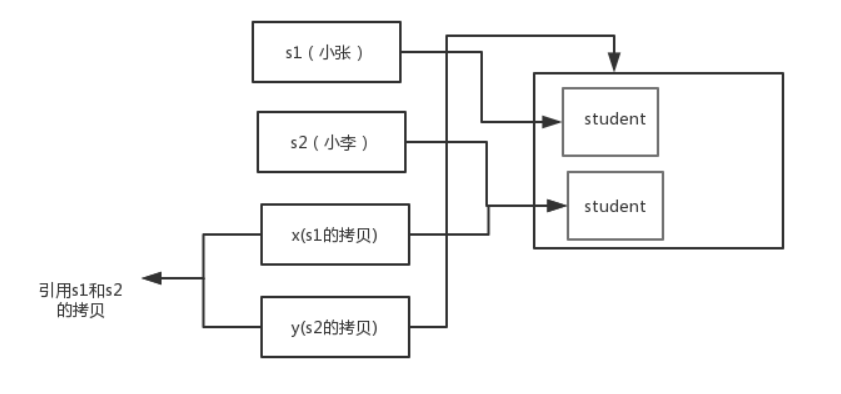 s1（小张）
student
s2（小李）
student
x(s1的拷贝)
引用s1和s2
的拷贝
y(s2的拷贝)